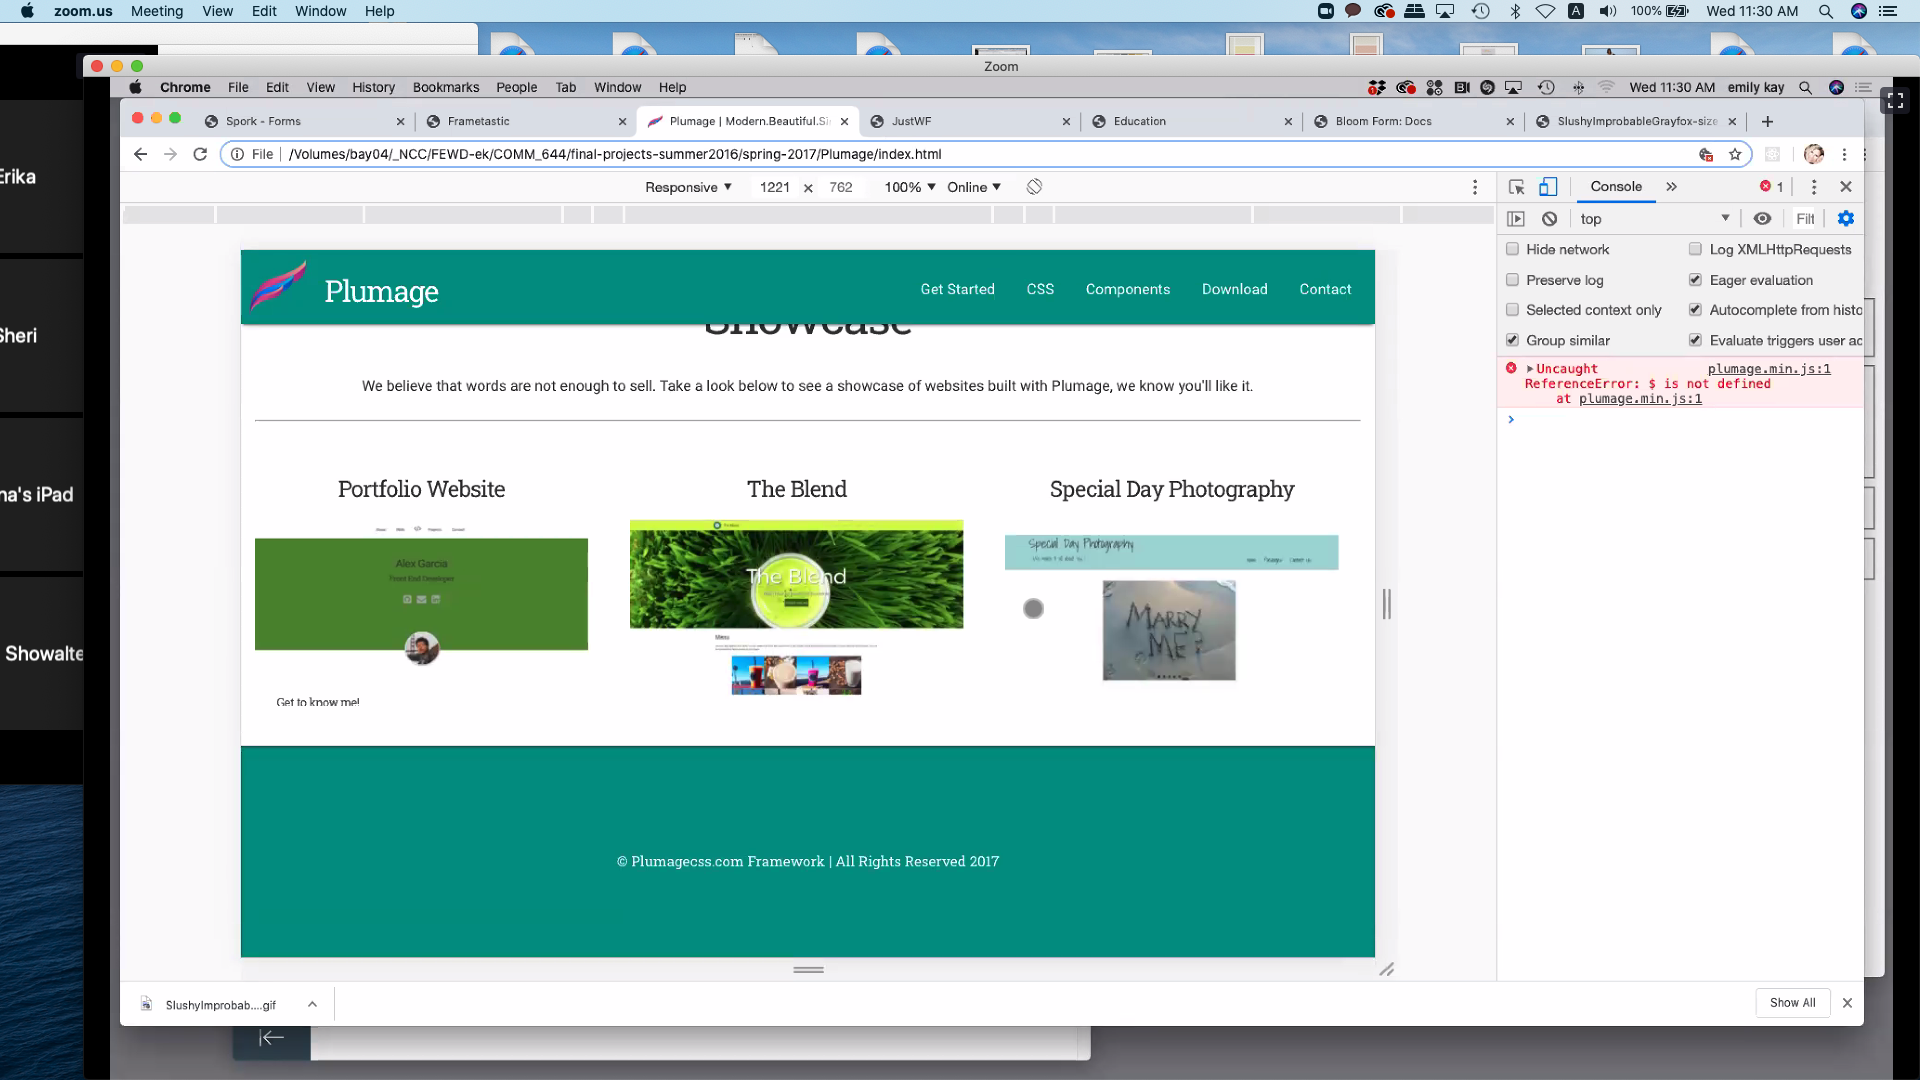 zoom.us Meeting View Edit Window Help
100% Wed 11:30 AM
Zoom
Chrome File Edit View History Bookmarks People Tab Window Help
Wed 11:30 AM emily kay
Spork - Forms
Frametastic
Plumage | Modern.Beautiful.Si
JustWF
Education
Bloom Form: Docs
SlushyImprobableGrayfox-size
File /Volumes/bay04/_NCC/FEWD-ek/COMM_644/final-projects-summer2016/spring-2017/Plumage/index.html
Responsive 1221 x 762 100% Online
Console 1
top Filt
Hide network
Log XMLHttpRequests
Preserve log
Eager evaluation
Selected context only
Autocomplete from histo
Group similar
Evaluate triggers user ac
Uncaught plumage.min.js:1
ReferenceError: $ is not defined
at plumage.min.js:1
Erika
Sheri
na's iPad
Showalte
Plumage
Get Started CSS Components Download Contact
Showcase
We believe that words are not enough to sell. Take a look below to see a showcase of websites built with Plumage, we know you'll like it.
Portfolio Website
The Blend
Special Day Photography
Alex Garcia
Front End Developer
Get to know me!
The Blend
Menu
Special Day Photography
MARRY
ME?
© Plumagecss.com Framework | All Rights Reserved 2017
SlushyImprobab....gif
Show All